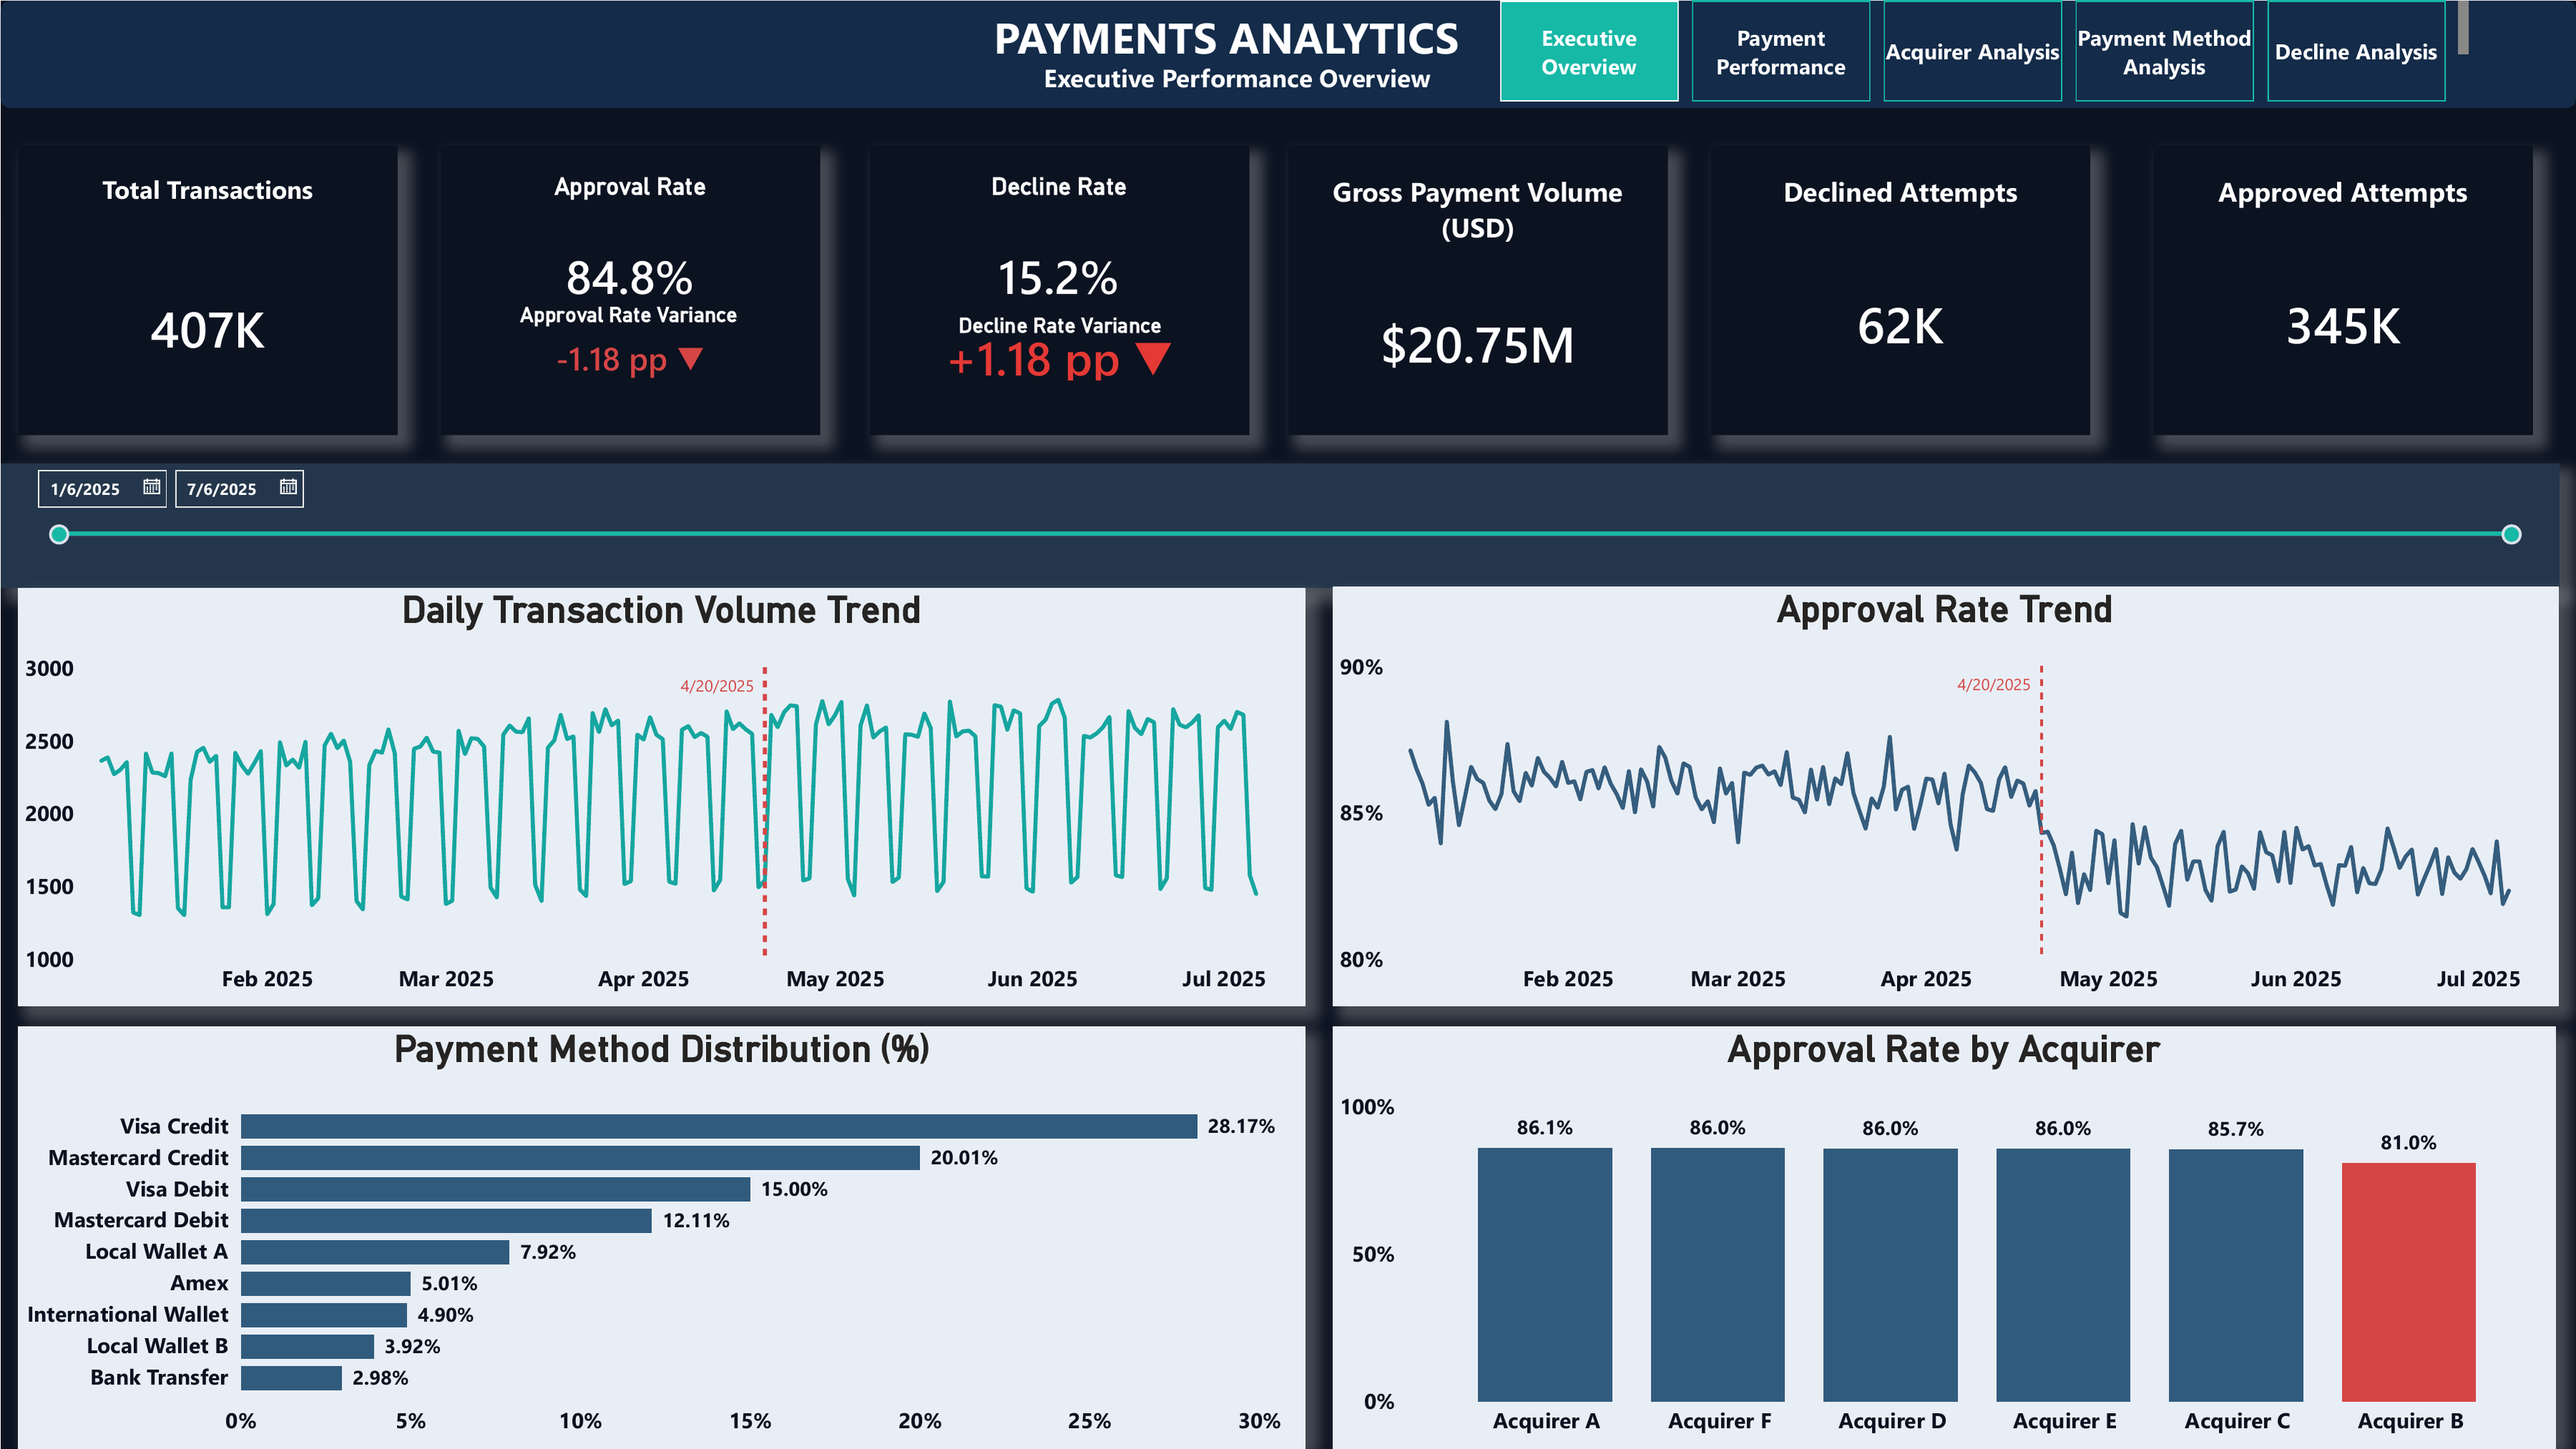 PAYMENTS ANALYTICS
Executive Performance Overview
Executive
Overview
Payment
Performance
Acquirer Analysis
Payment Method
Analysis
Decline Analysis
Total Transactions
407K
Approval Rate
84.8%
Approval Rate Variance
-1.18 pp ▼
Decline Rate
15.2%
Decline Rate Variance
+1.18 pp ▼
Gross Payment Volume
(USD)
$20.75M
Declined Attempts
62K
Approved Attempts
345K
1/6/2025
7/6/2025
Daily Transaction Volume Trend
3000
2500
2000
1500
1000
4/20/2025
Feb 2025
Mar 2025
Apr 2025
May 2025
Jun 2025
Jul 2025
Approval Rate Trend
90%
85%
80%
4/20/2025
Feb 2025
Mar 2025
Apr 2025
May 2025
Jun 2025
Jul 2025
Payment Method Distribution (%)
Visa Credit 28.17%
Mastercard Credit 20.01%
Visa Debit 15.00%
Mastercard Debit 12.11%
Local Wallet A 7.92%
Amex 5.01%
International Wallet 4.90%
Local Wallet B 3.92%
Bank Transfer 2.98%
0% 5% 10% 15% 20% 25% 30%
Approval Rate by Acquirer
100%
50%
0%
86.1% 86.0% 86.0% 86.0% 85.7% 81.0%
Acquirer A Acquirer F Acquirer D Acquirer E Acquirer C Acquirer B